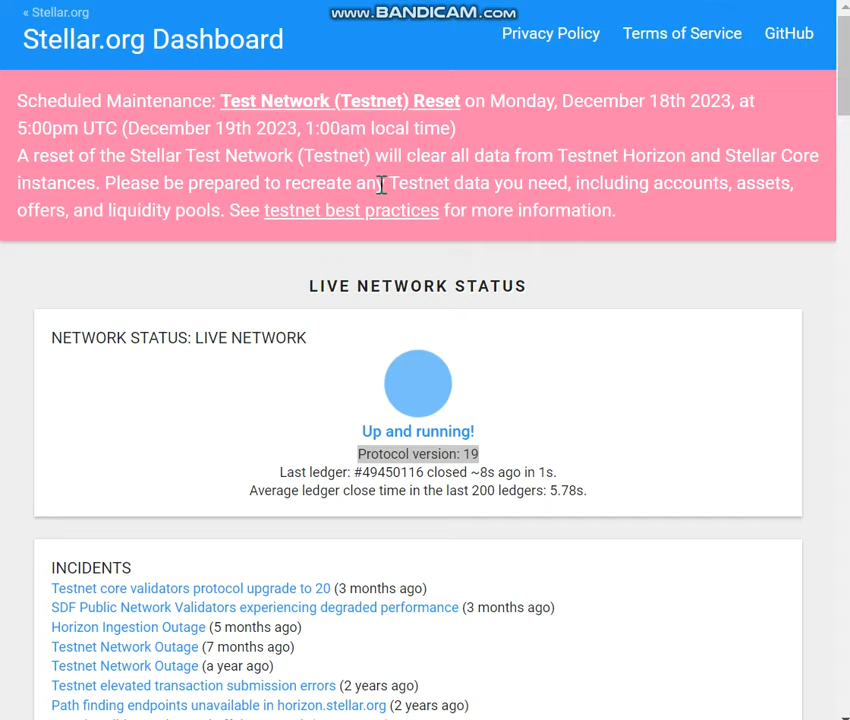 www.BANDICAM.com
« Stellar.org
Stellar.org Dashboard
Privacy Policy Terms of Service GitHub
Scheduled Maintenance: Test Network (Testnet) Reset on Monday, December 18th 2023, at
5:00pm UTC (December 19th 2023, 1:00am local time)
A reset of the Stellar Test Network (Testnet) will clear all data from Testnet Horizon and Stellar Core
instances. Please be prepared to recreate any Testnet data you need, including accounts, assets,
offers, and liquidity pools. See testnet best practices for more information.
LIVE NETWORK STATUS
NETWORK STATUS: LIVE NETWORK
Up and running!
Protocol version: 19
Last ledger: #49450116 closed ~8s ago in 1s.
Average ledger close time in the last 200 ledgers: 5.78s.
INCIDENTS
Testnet core validators protocol upgrade to 20 (3 months ago)
SDF Public Network Validators experiencing degraded performance (3 months ago)
Horizon Ingestion Outage (5 months ago)
Testnet Network Outage (7 months ago)
Testnet Network Outage (a year ago)
Testnet elevated transaction submission errors (2 years ago)
Path finding endpoints unavailable in horizon.stellar.org (2 years ago)